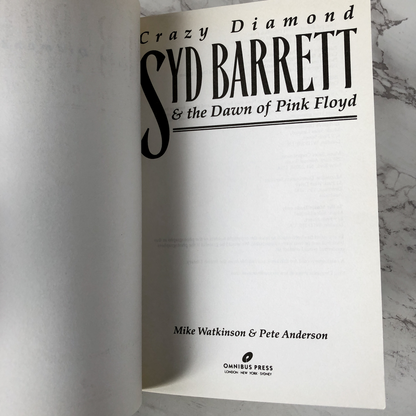 Crazy Diamond
SYD BARRETT
& the Dawn of Pink Floyd
Mike Watkinson & Pete Anderson
OMNIBUS PRESS
LONDON · NEW YORK · SYDNEY